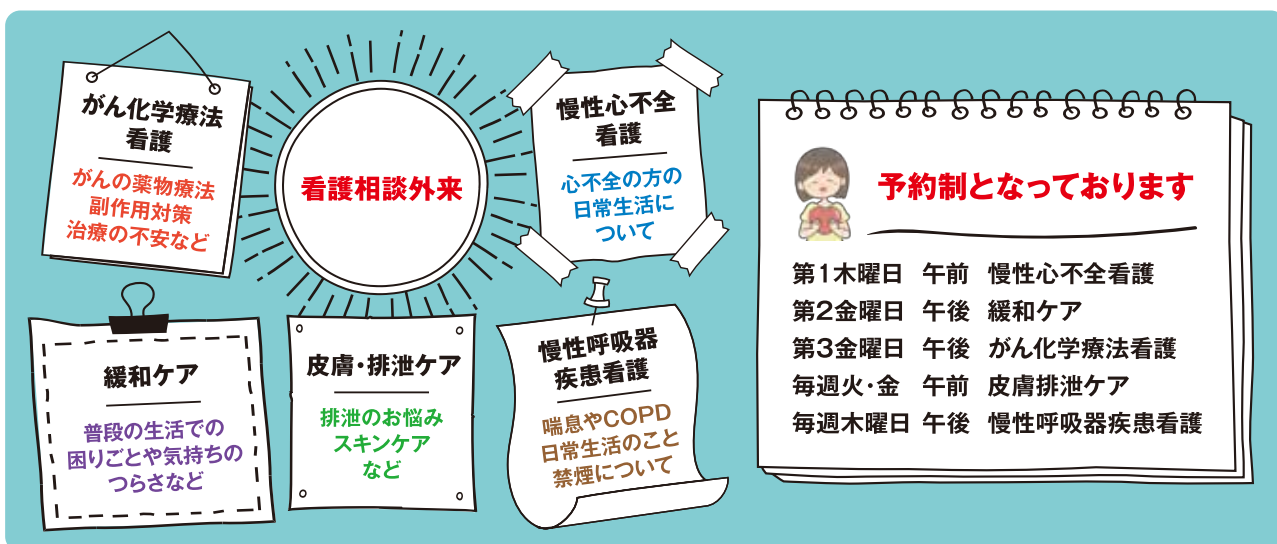 がん化学療法
看護
がんの薬物療法
副作用対策
治療の不安など
看護相談外来
慢性心不全
看護
心不全の方の
日常生活に
ついて
緩和ケア
普段の生活での
困りごとや気持ちの
つらさなど
皮膚・排泄ケア
排泄のお悩み
スキンケア
など
慢性呼吸器
疾患看護
喘息やCOPD
日常生活のこと
禁煙について
予約制となっております
第1木曜日 午前 慢性心不全看護
第2金曜日 午後 緩和ケア
第3金曜日 午後 がん化学療法看護
毎週火・金 午前 皮膚排泄ケア
毎週木曜日 午後 慢性呼吸器疾患看護